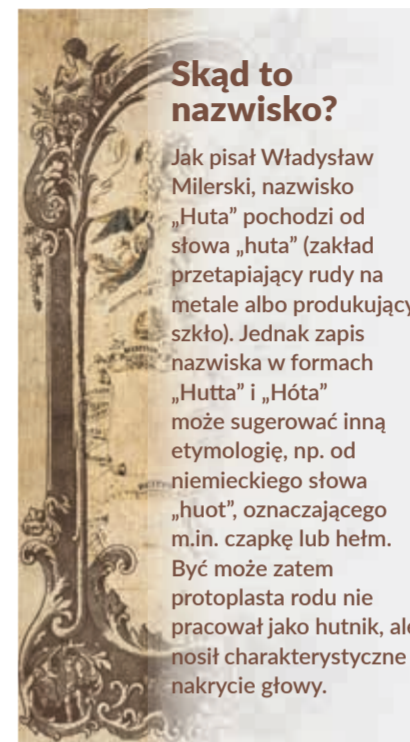 Skąd to
nazwisko?
Jak pisał Władysław
Milerski, nazwisko
„Huta” pochodzi od
słowa „huta” (zakład
przetapiający rudy na
metale albo produkujący
szkło). Jednak zapis
nazwiska w formach
„Hutta” i „Hóta”
może sugerować inną
etymologię, np. od
niemieckiego słowa
„huot”, oznaczającego
m.in. czapkę lub hełm.
Być może zatem
protoplasta rodu nie
pracował jako hutnik, ale
nosił charakterystyczne
nakrycie głowy.